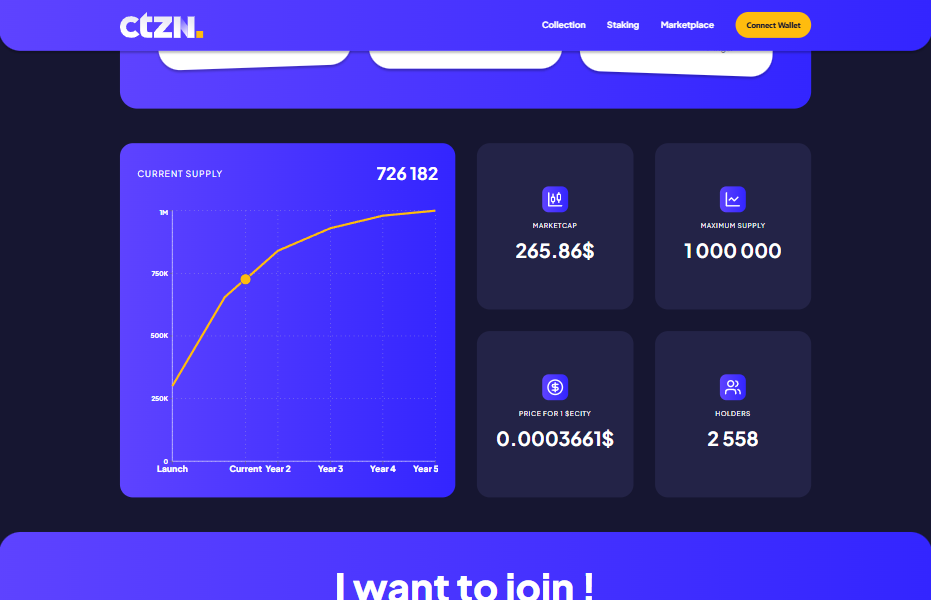 ctzn.
Collection
Staking
Marketplace
Connect Wallet
CURRENT SUPPLY
726 182
1M
750K
500K
250K
0
Launch
Current
Year 2
Year 3
Year 4
Year 5
MARKETCAP
265.86$
MAXIMUM SUPPLY
1 000 000
PRICE FOR 1 $ECITY
0.0003661$
HOLDERS
2 558
I want to join !